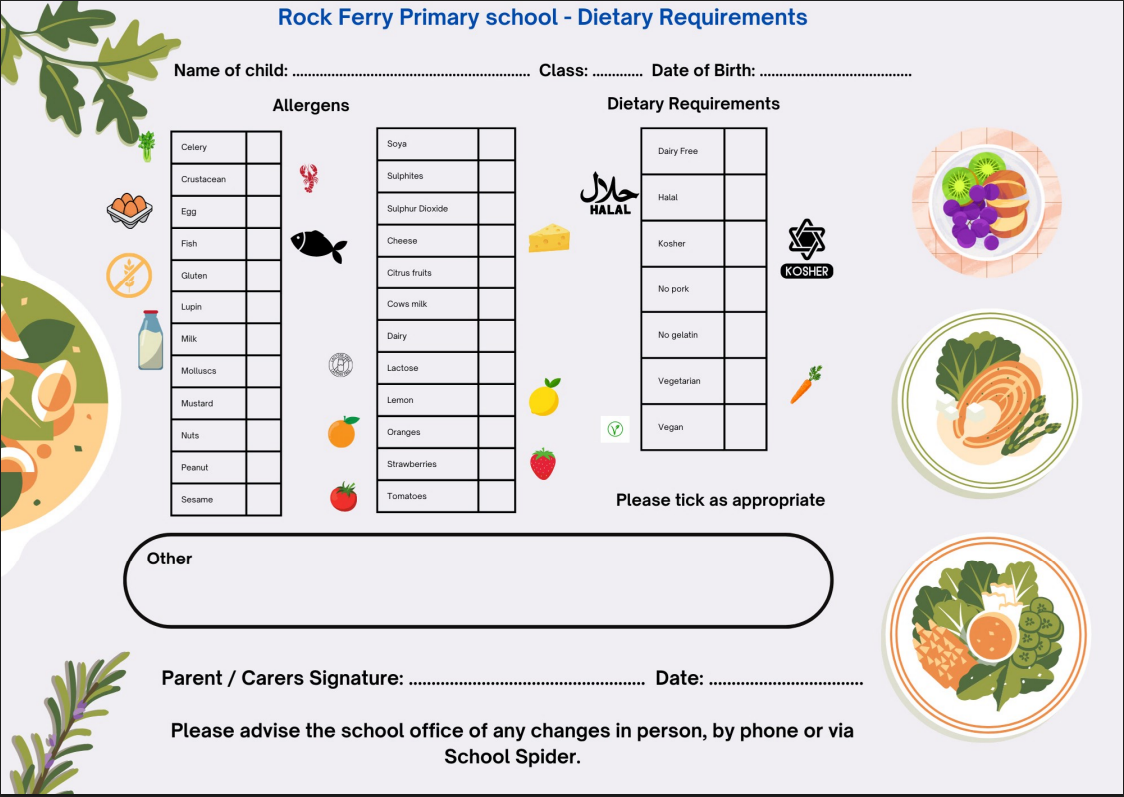 Rock Ferry Primary school - Dietary Requirements
Name of child: ................................................ Class: ........... Date of Birth: ...............................
Allergens
Dietary Requirements
Celery
Crustacean
Egg
Fish
Gluten
Lupin
Milk
Molluscs
Mustard
Nuts
Peanut
Sesame
Soya
Sulphites
Sulphur Dioxide
Cheese
Citrus fruits
Cows milk
Dairy
Lactose
Lemon
Oranges
Strawberries
Tomatoes
Dairy Free
Halal
Kosher
No pork
No gelatin
Vegetarian
Vegan
حلال
HALAL
KOSHER
Please tick as appropriate
Other
Parent / Carers Signature: .......................................... Date: ...........................
Please advise the school office of any changes in person, by phone or via
School Spider.